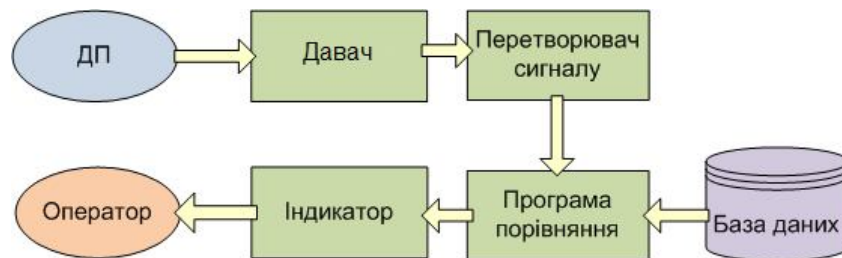 ДП
Давач
Перетворювач
сигналу
Оператор
Індикатор
Програма
порівняння
База даних